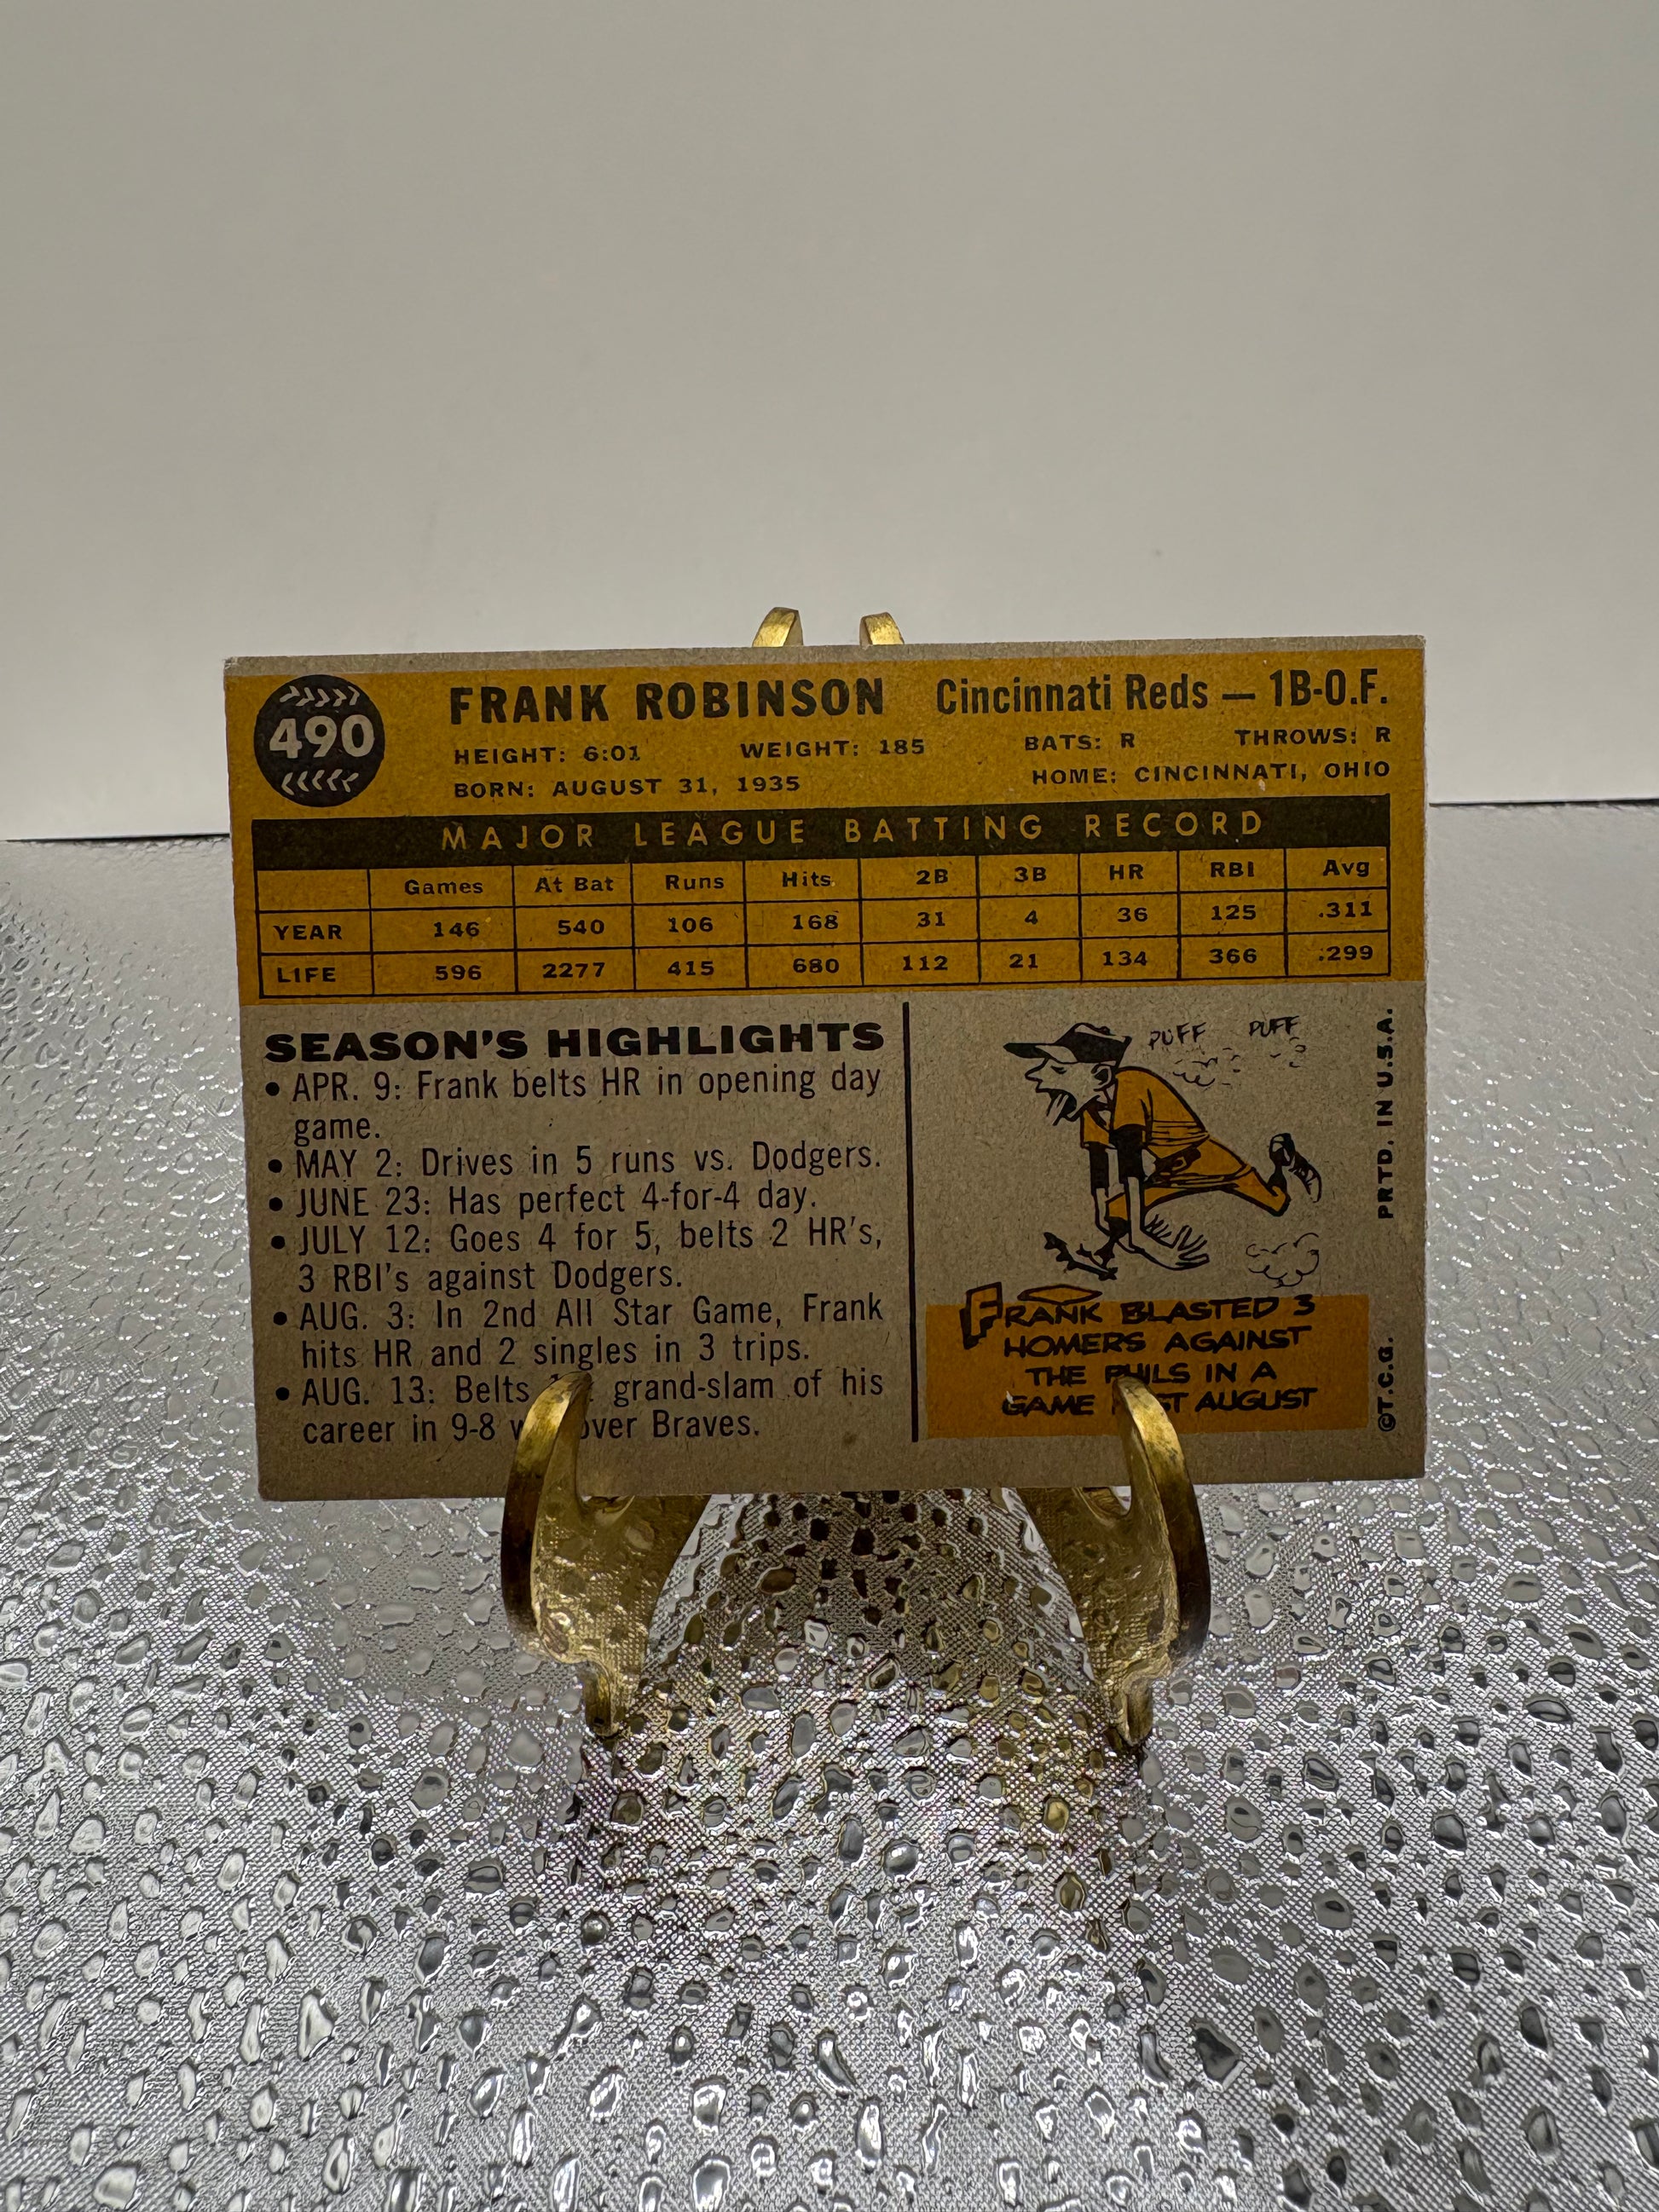 490
FRANK ROBINSON Cincinnati Reds — 1B-O.F.
HEIGHT: 6:01 WEIGHT: 185 BATS: R THROWS: R
BORN: AUGUST 31, 1935 HOME: CINCINNATI, OHIO
MAJOR LEAGUE BATTING RECORD
Games At Bat Runs Hits 2B 3B HR RBI Avg
YEAR 146 540 106 168 31 4 36 125 .311
LIFE 596 2277 415 680 112 21 134 366 .299
SEASON'S HIGHLIGHTS
• APR. 9: Frank belts HR in opening day
game.
• MAY 2: Drives in 5 runs vs. Dodgers.
• JUNE 23: Has perfect 4-for-4 day.
• JULY 12: Goes 4 for 5, belts 2 HR's,
3 RBI's against Dodgers.
• AUG. 3: In 2nd All Star Game, Frank
hits HR and 2 singles in 3 trips.
• AUG. 13: Belts grand-slam of his
career in 9-8 over Braves.
PUFF PUFF
FRANK BLASTED 3
HOMERS AGAINST
THE PHILS IN A
GAME AUGUST
©T.C.G. PRTD. IN U.S.A.